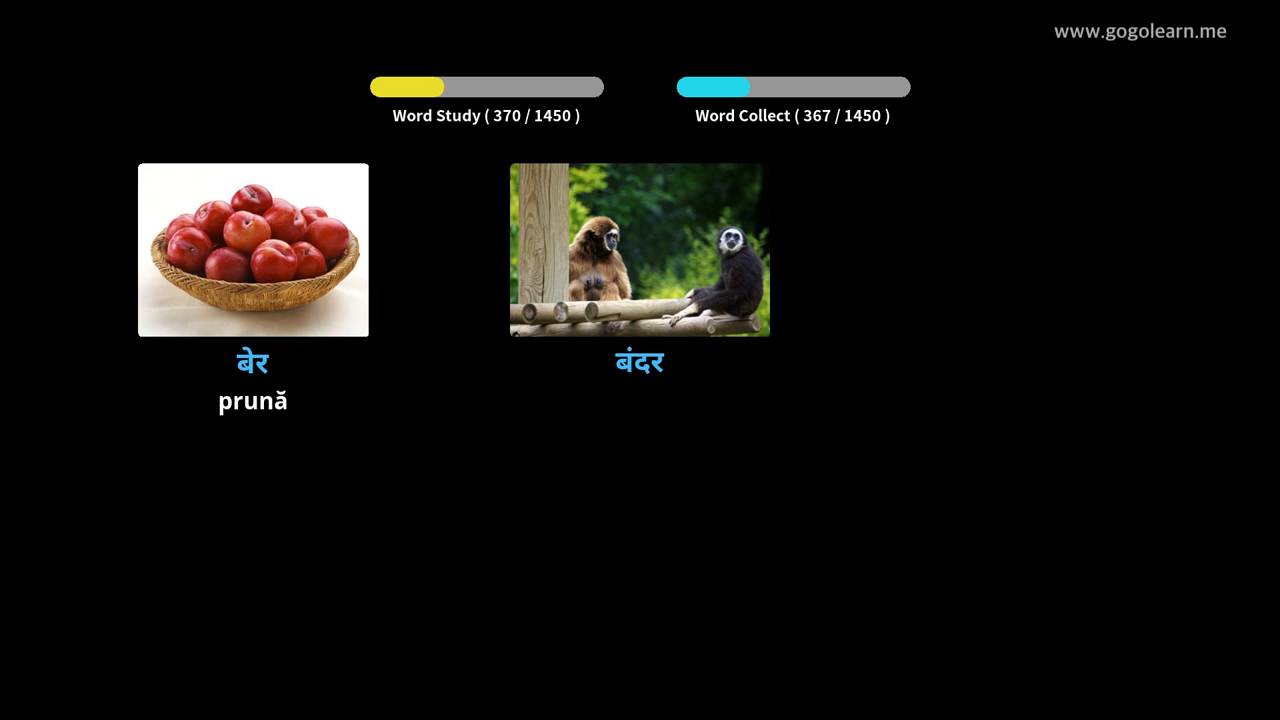 www.gogolearn.me
Word Study ( 370 / 1450 )
Word Collect ( 367 / 1450 )
बेर
prună
बंदर